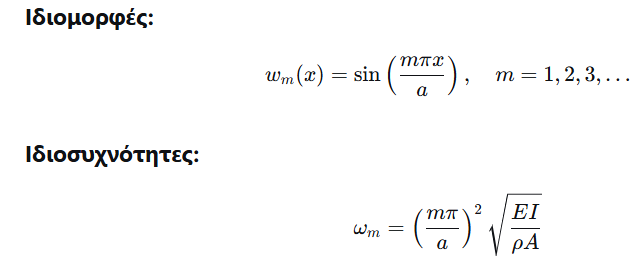 Ιδιομορφές:
w_m(x) = sin(mπx/a), m = 1, 2, 3, …
Ιδιοσυχνότητες:
ω_m = (mπ/a)² √(EI/ρA)